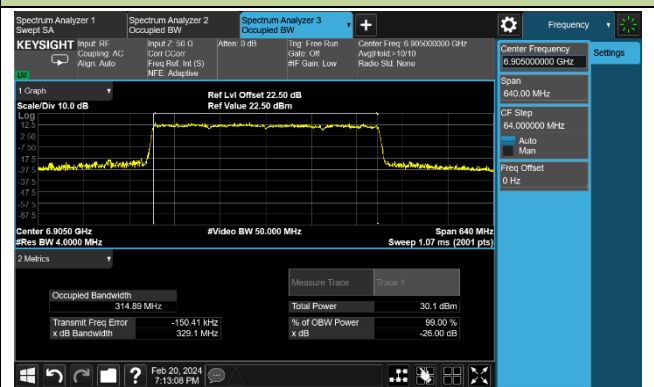 Spectrum Analyzer 1
Swept SA
Spectrum Analyzer 2
Occupied BW
Spectrum Analyzer 3
Occupied BW
Frequency
KEYSIGHT
Input: RF
Coupling: AC
Align: Auto
Input Z: 50 Ω
Corr CCorr
Freq Ref: Int (S)
NFE: Adaptive
Atten: 0 dB
Trig: Free Run
Gate: Off
#IF Gain: Low
Center Freq: 6.905000000 GHz
Avg|Hold:>10/10
Radio Std: None
LXI
Center Frequency
6.905000000 GHz
Settings
Span
640.00 MHz
CF Step
64.000000 MHz
Auto
Man
Freq Offset
0 Hz
1 Graph
Scale/Div 10.0 dB
Ref Lvl Offset 22.50 dB
Ref Value 22.50 dBm
Log
12.5
2.50
-7.50
-17.5
-27.5
-37.5
-47.5
-57.5
-67.5
Center 6.9050 GHz
#Video BW 50.000 MHz
Span 640 MHz
#Res BW 4.0000 MHz
Sweep 1.07 ms (2001 pts)
2 Metrics
Measure Trace
Trace 1
Occupied Bandwidth
314.89 MHz
Total Power
30.1 dBm
Transmit Freq Error
-150.41 kHz
% of OBW Power
99.00 %
x dB Bandwidth
329.1 MHz
x dB
-26.00 dB
Feb 20, 2024
7:13:08 PM